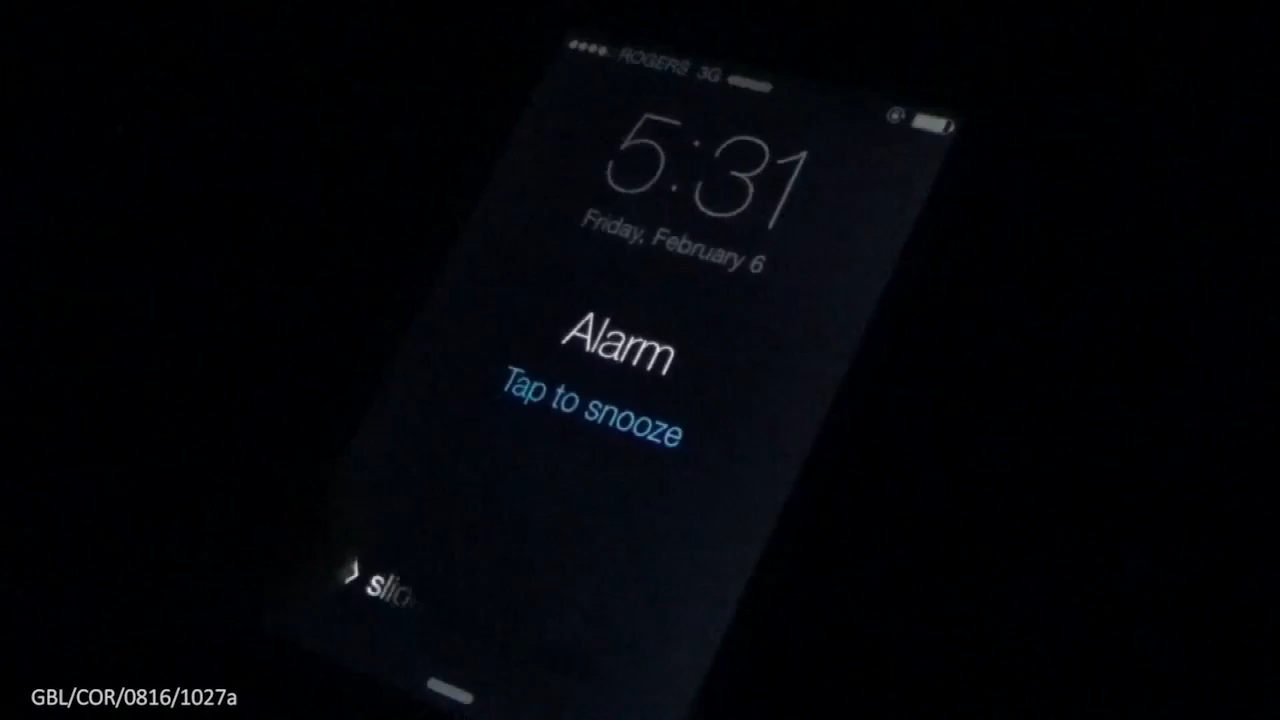 ROGERS 3G
5:31
Friday, February 6
Alarm
Tap to snooze
GBL/COR/0816/1027a